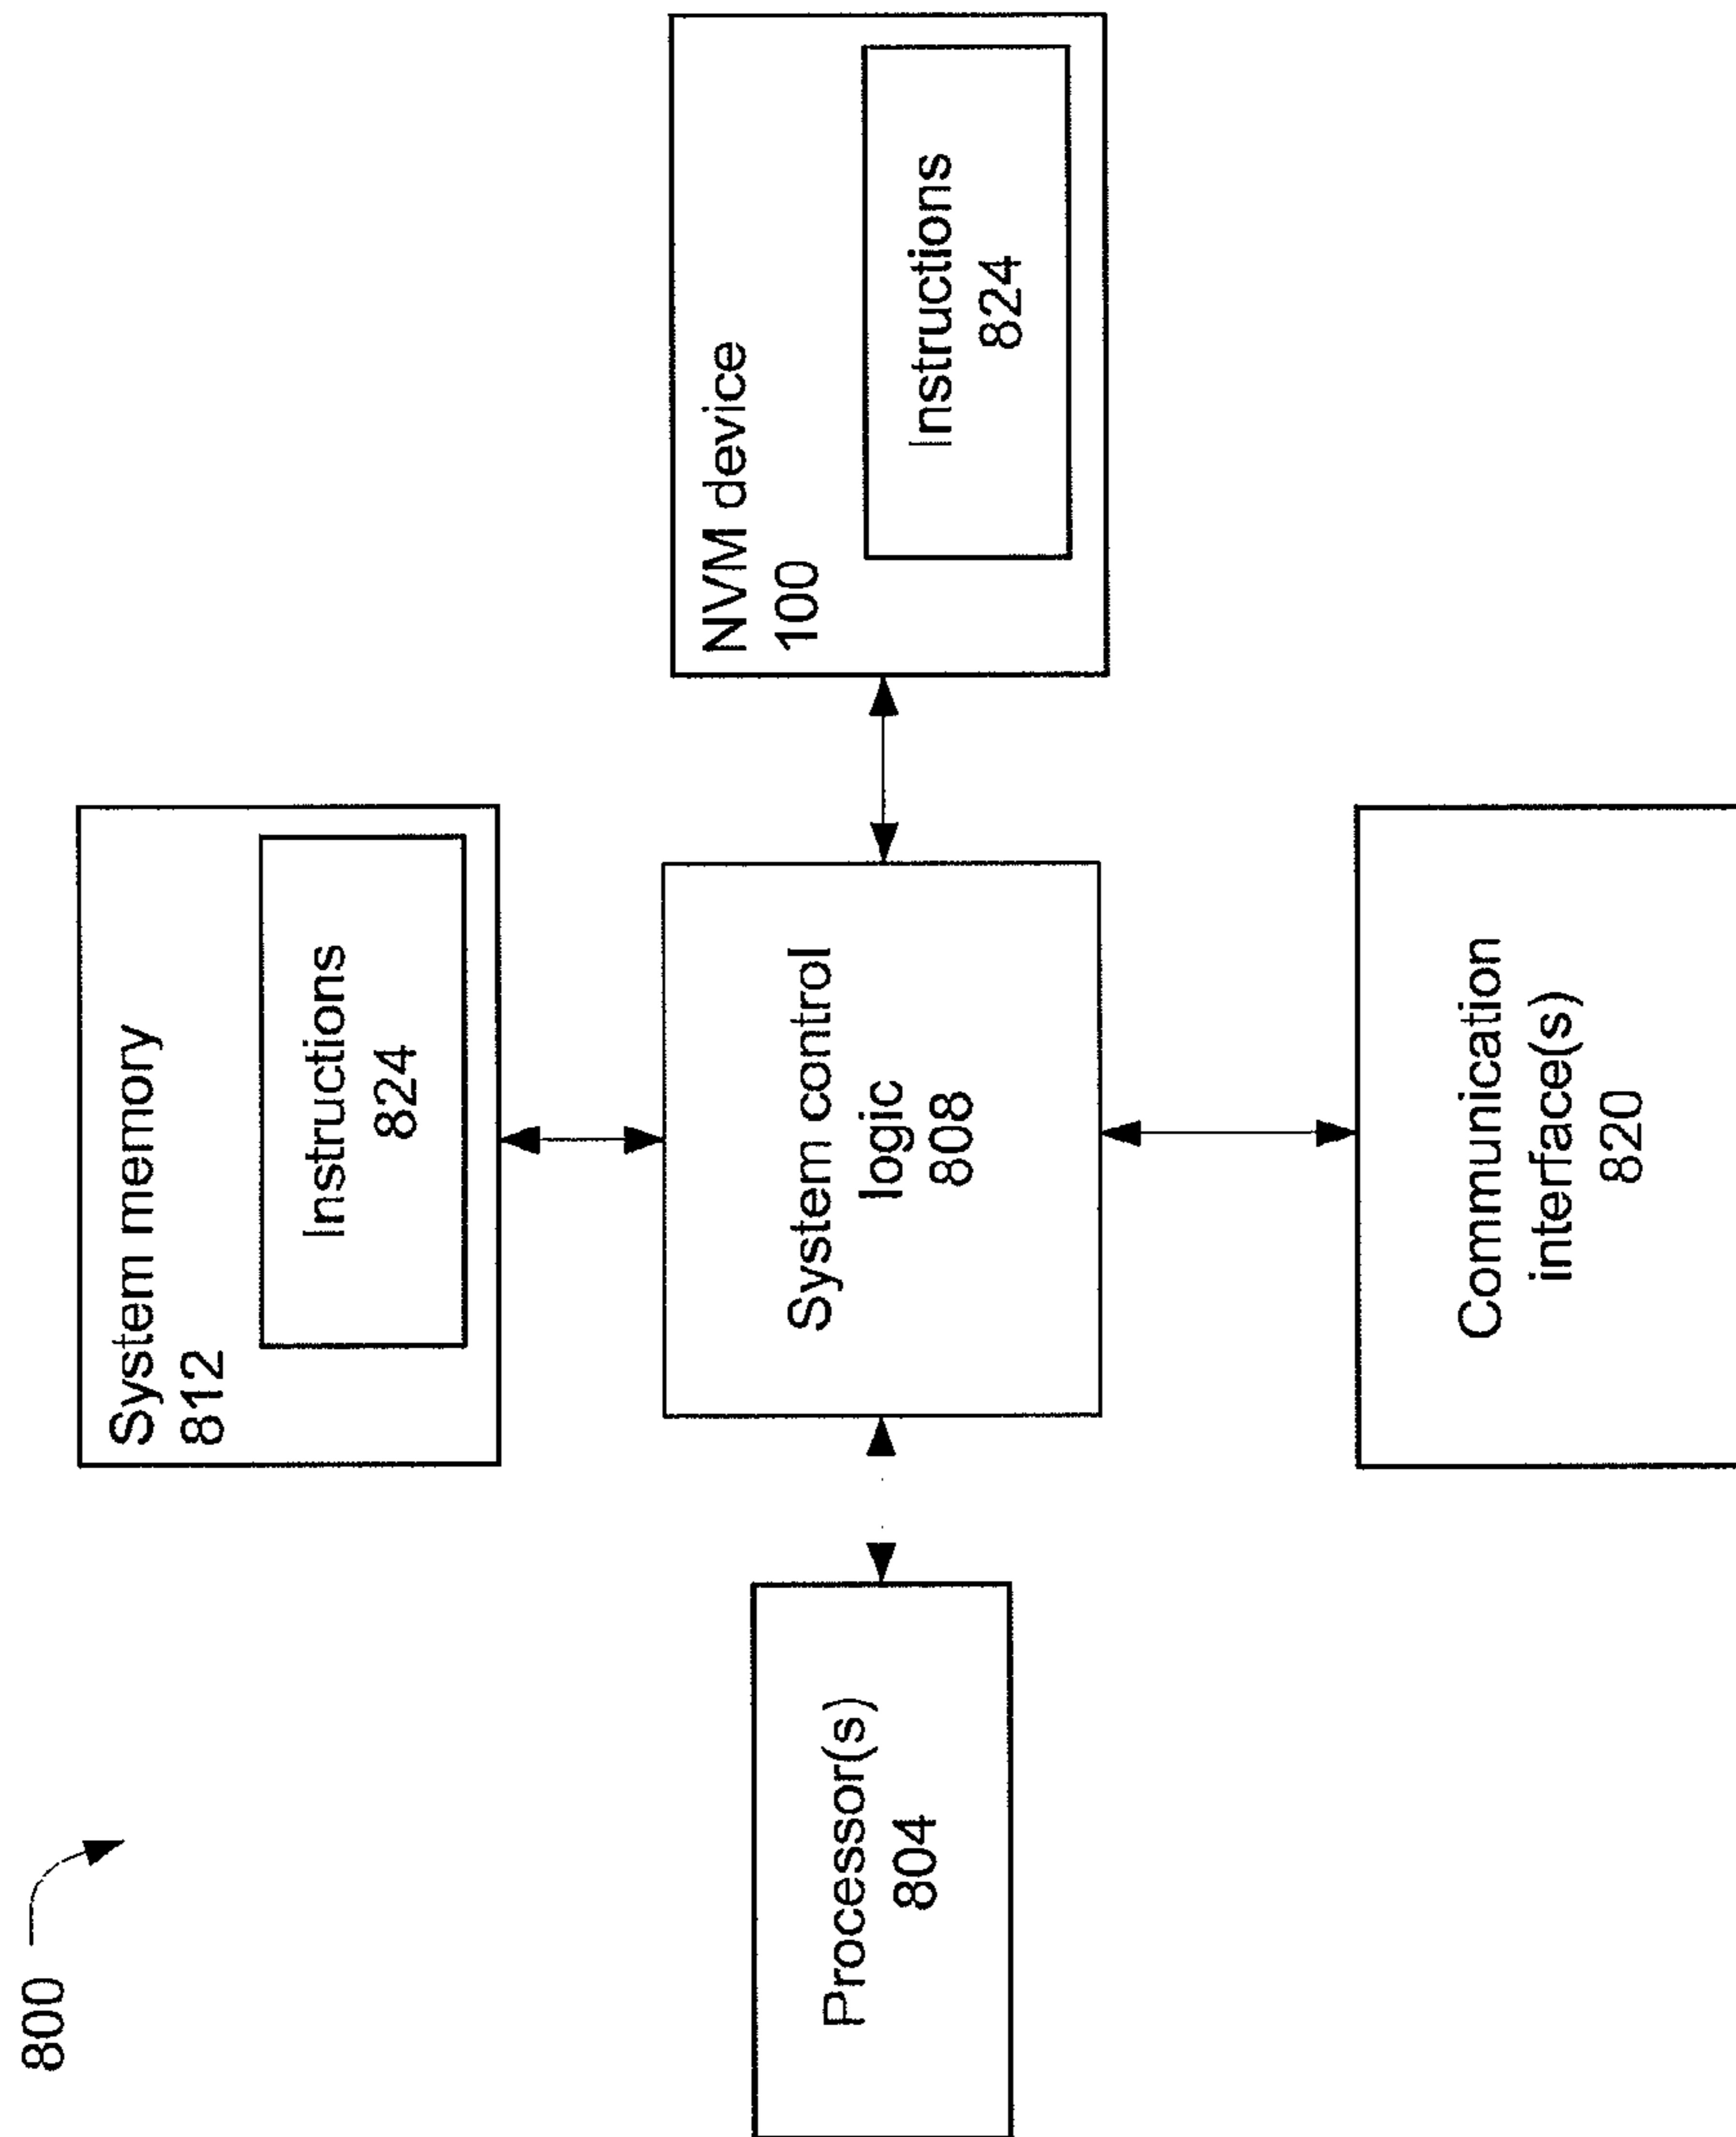 800
System memory
812
Instructions
824
Processor(s)
804
System control
logic
808
NVM device
100
Instructions
824
Communication
interface(s)
820